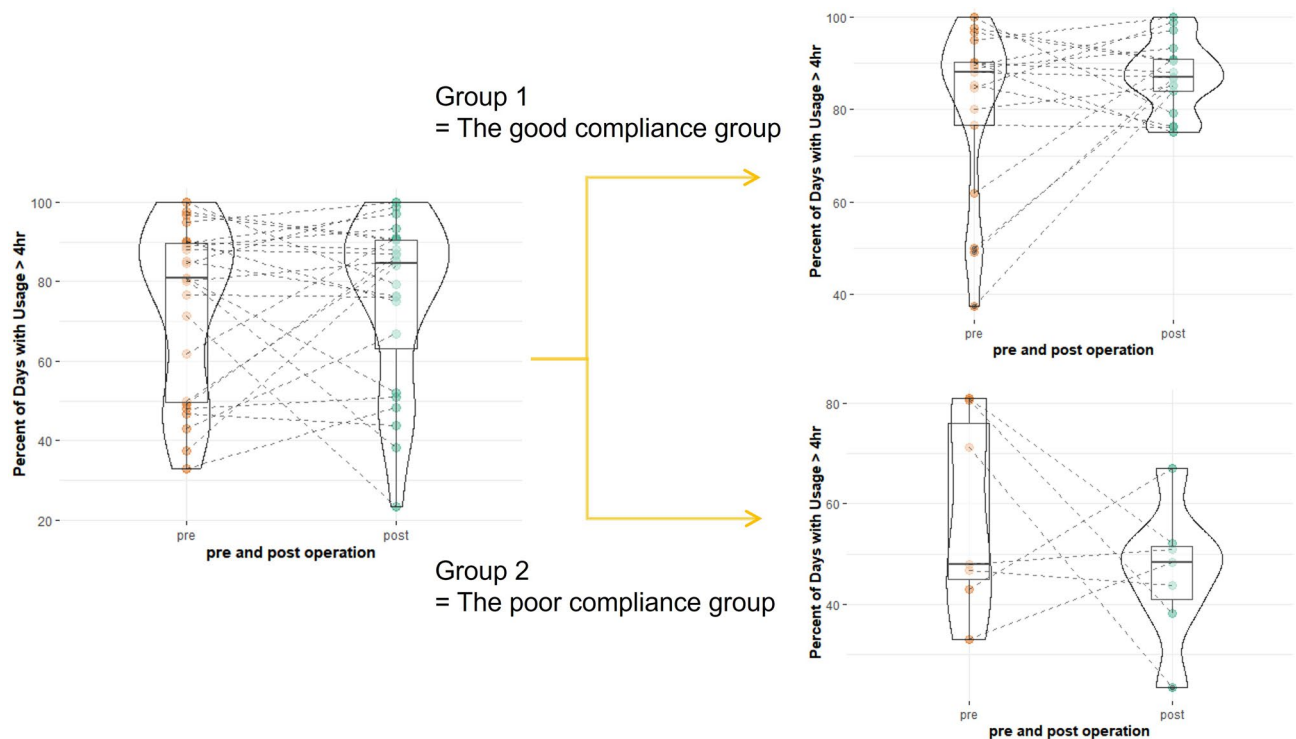 Group 1
= The good compliance group
Percent of Days with Usage > 4hr
100
80
60
40
20
pre
post
pre and post operation
Group 2
= The poor compliance group
Percent of Days with Usage > 4hr
100
80
60
40
pre
post
pre and post operation
Percent of Days with Usage > 4hr
80
60
40
pre
post
pre and post operation